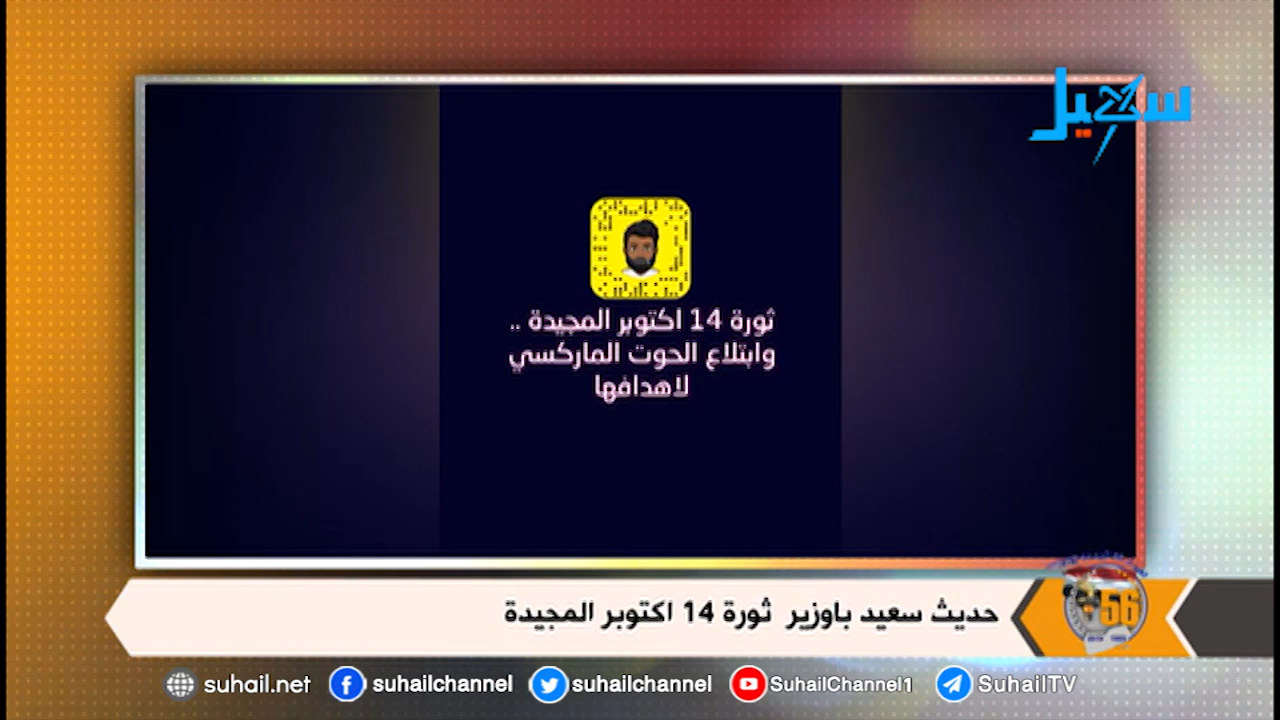 سهيل
ثورة 14 اكتوبر المجيدة ..
وابتلاع الحوت الماركسي
لاهدافها
حديث سعيد باوزير ثورة 14 اكتوبر المجيدة
56
suhail.net suhailchannel suhailchannel SuhailChannel1 SuhailTV